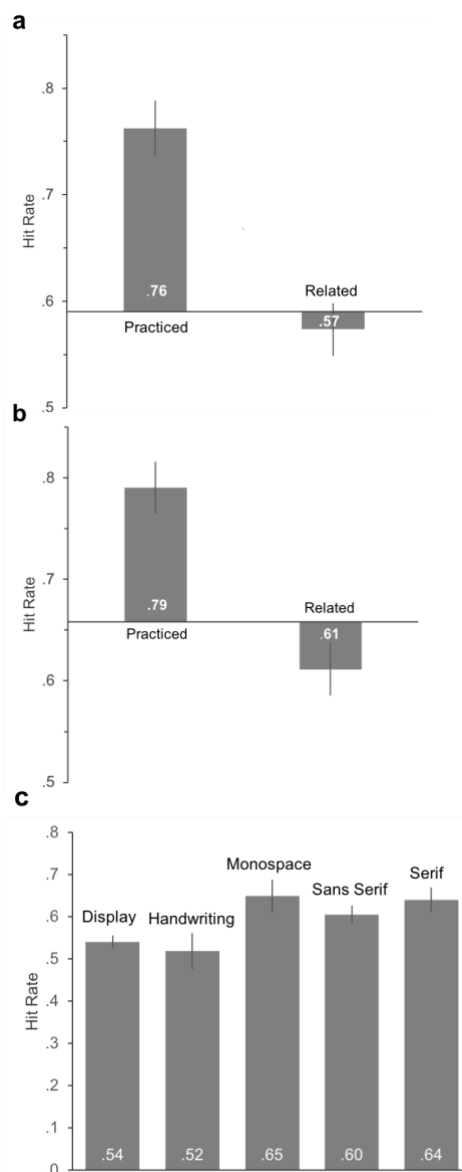 a
.8
.7
Hit Rate
.6
.76
Related
.57
Practiced
.5
b
.8
.7
Hit Rate
.79
Related
.61
Practiced
.6
.5
c
.8
Monospace
.7
Sans Serif
Serif
Display
Handwriting
.6
.5
Hit Rate
.4
.3
.2
.1
.54
.52
.65
.60
.64
0